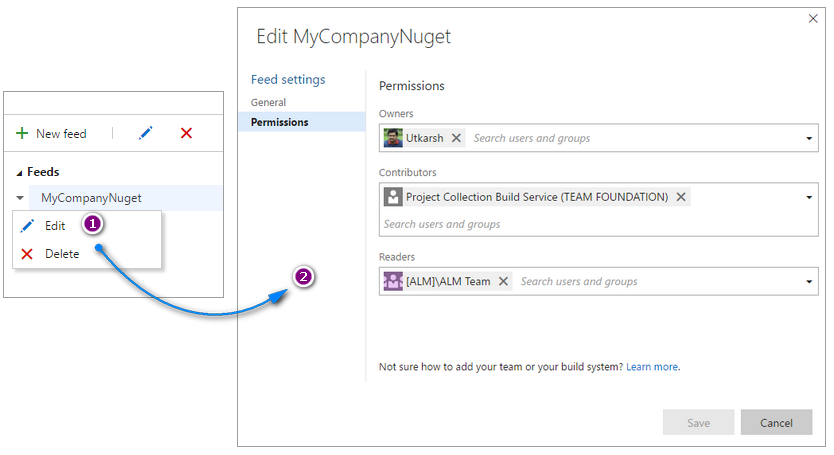 New feed
Feeds
MyCompanyNuget
Edit
1
Delete
2
Edit MyCompanyNuget
Feed settings
General
Permissions
Permissions
Owners
Utkarsh Search users and groups
Contributors
Project Collection Build Service (TEAM FOUNDATION)
Search users and groups
Readers
[ALM]\ALM Team Search users and groups
Not sure how to add your team or your build system? Learn more.
Save Cancel